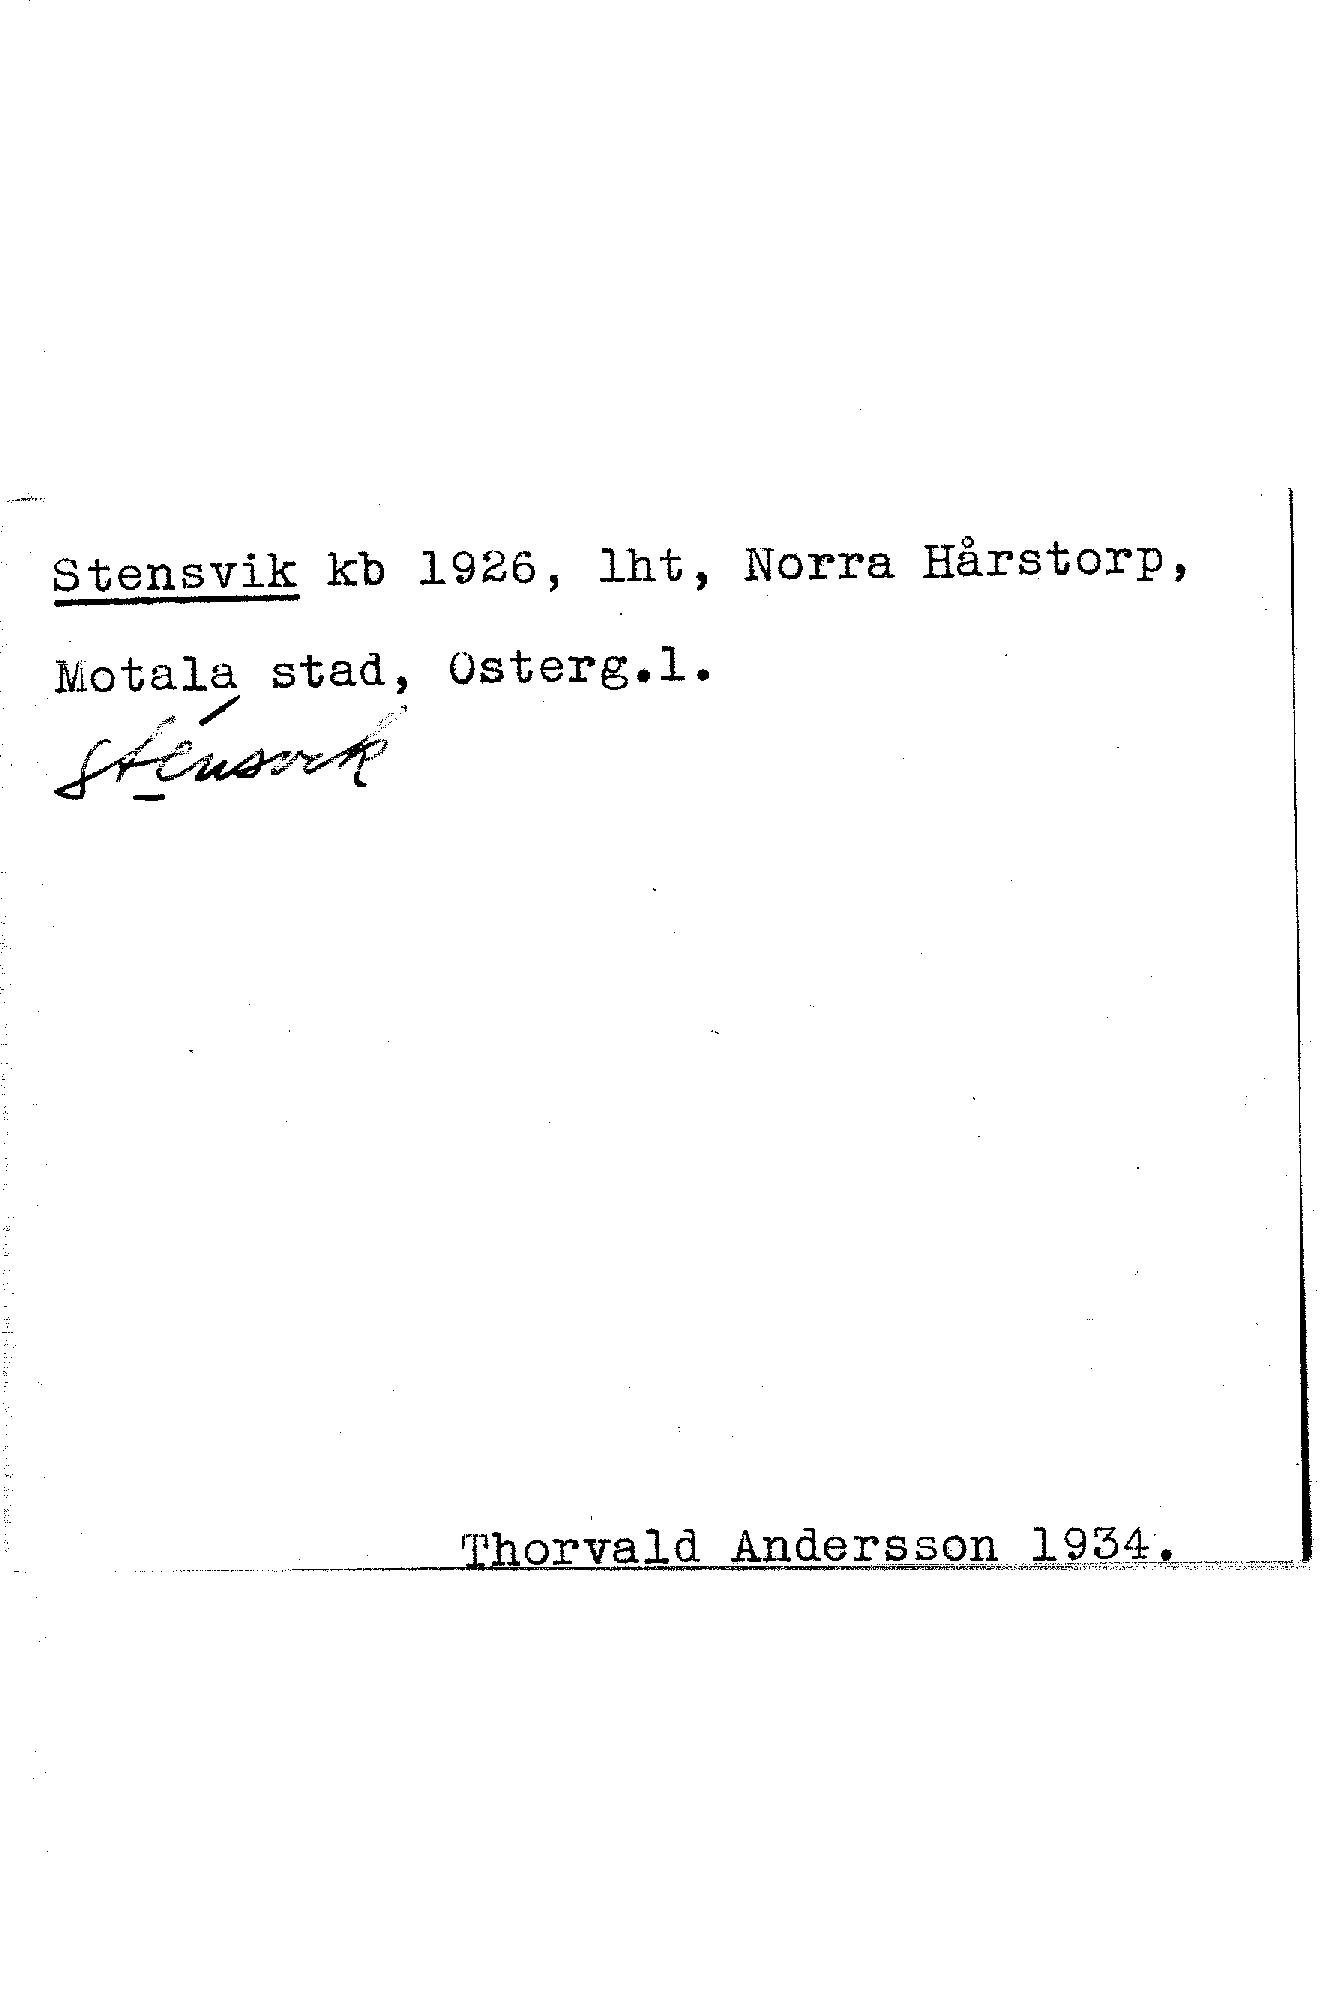 Stensvik kb 1926, lht, Norra Hårstorp,
Motala stad, Osterg.l.
Stensvik
Thorvald Andersson 1934.